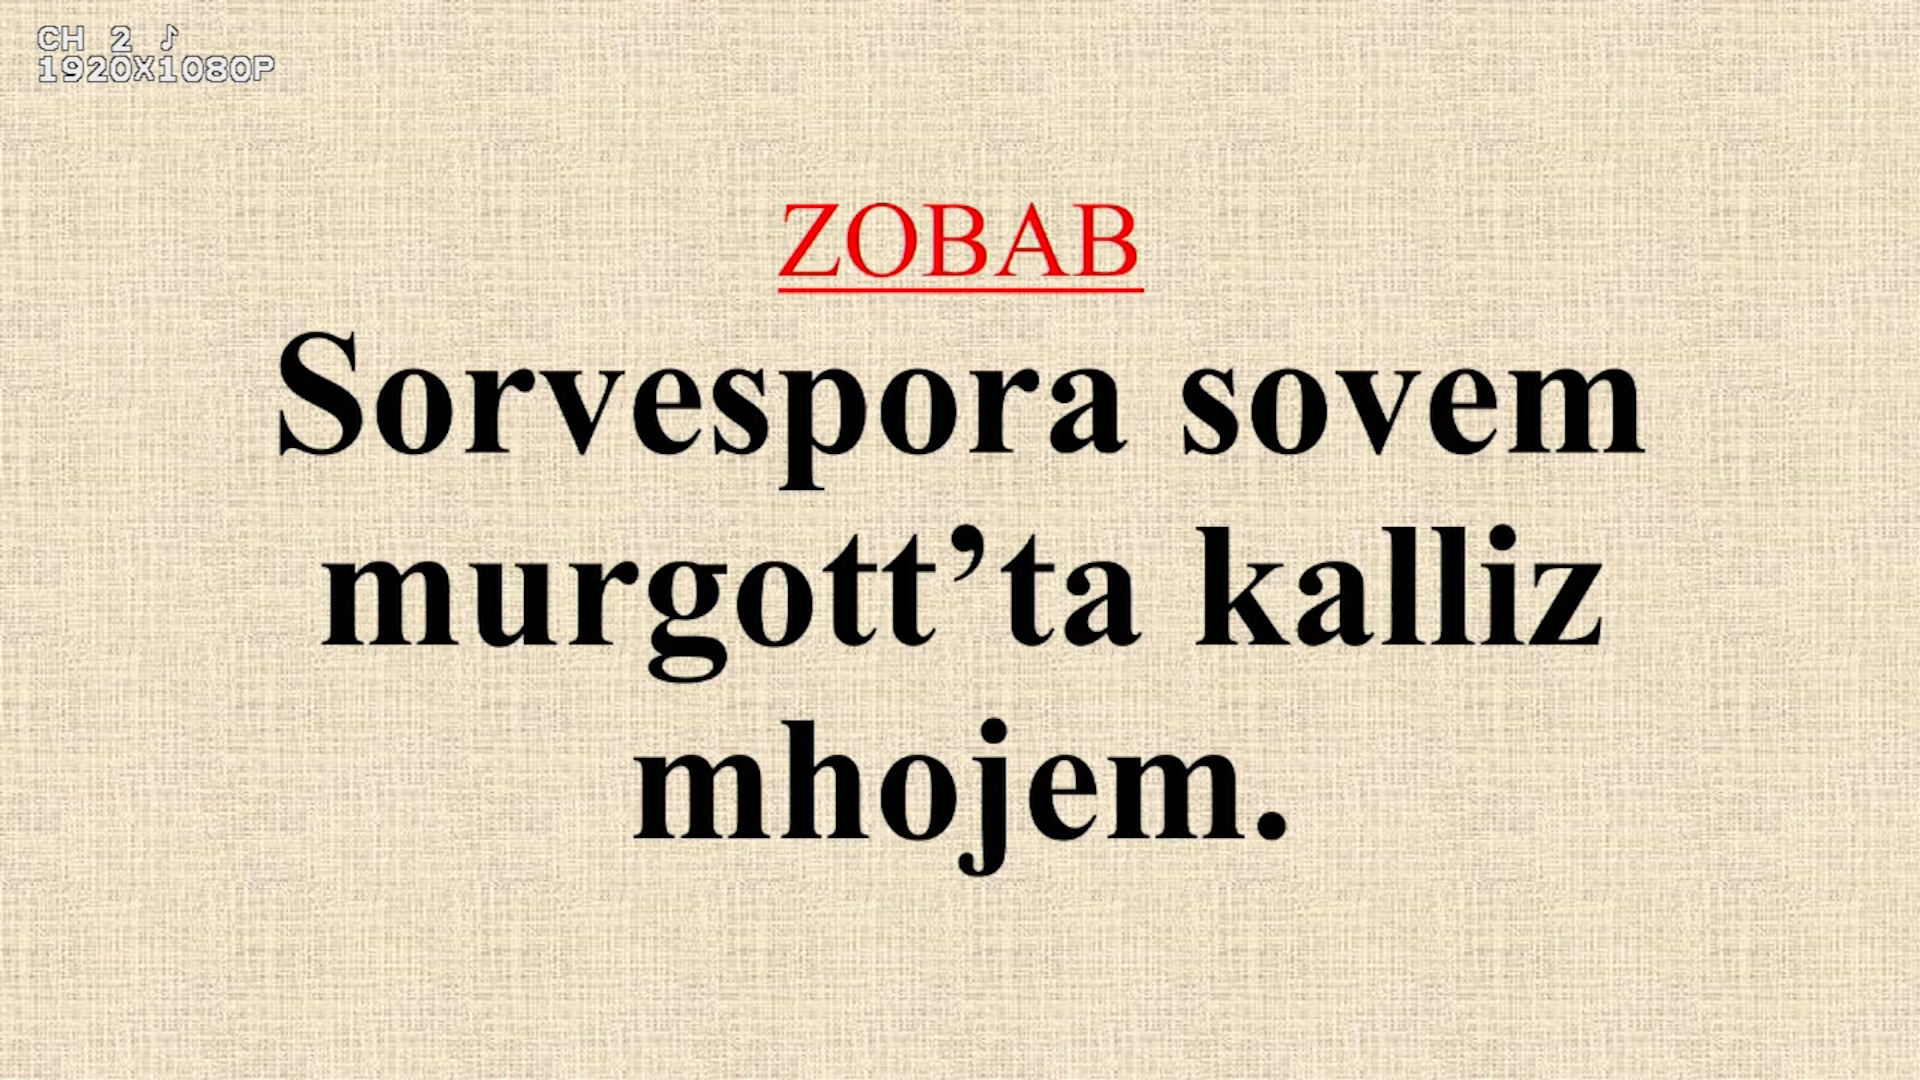 CH 2 ♪
1920X1080P
ZOBAB
Sorvespora sovem
murgott’ta kalliz
mhojem.